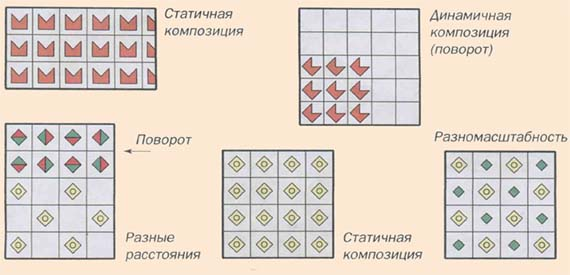 Статичная
композиция
Динамичная
композиция
(поворот)
Поворот
Разные
расстояния
Статичная
композиция
Разномасштабность